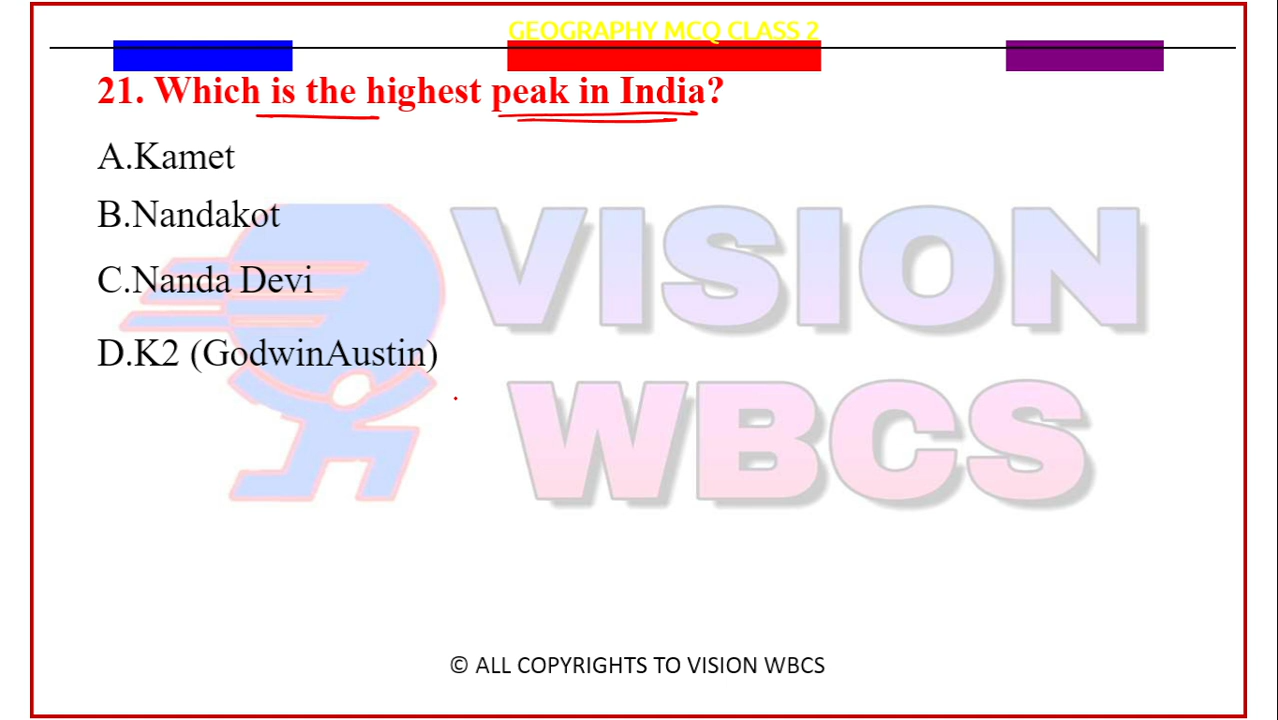 GEOGRAPHY MCQ CLASS 2
21. Which is the highest peak in India?
A.Kamet
B.Nandakot
C.Nanda Devi
D.K2 (GodwinAustin)
VISION
WBCS
© ALL COPYRIGHTS TO VISION WBCS